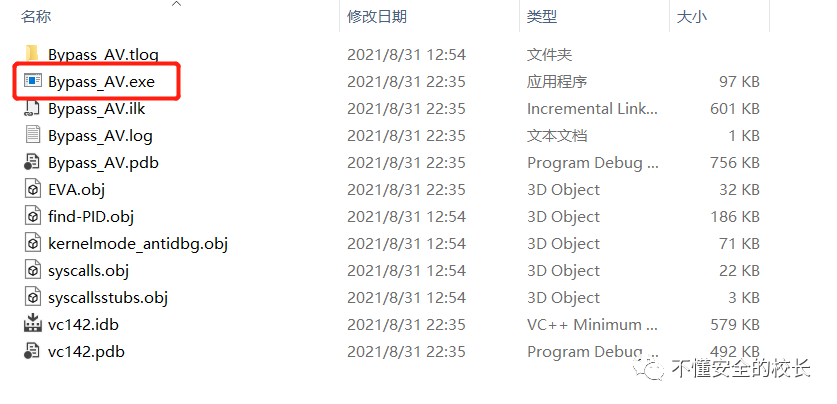 名称 修改日期 类型 大小
Bypass_AV.tlog 2021/8/31 12:54 文件夹
Bypass_AV.exe 2021/8/31 22:35 应用程序 97 KB
Bypass_AV.ilk 2021/8/31 22:35 Incremental Link... 601 KB
Bypass_AV.log 2021/8/31 22:35 文本文档 1 KB
Bypass_AV.pdb 2021/8/31 22:35 Program Debug ... 756 KB
EVA.obj 2021/8/31 22:35 3D Object 32 KB
find-PID.obj 2021/8/31 12:54 3D Object 186 KB
kernelmode_antidbg.obj 2021/8/31 12:54 3D Object 71 KB
syscalls.obj 2021/8/31 12:54 3D Object 22 KB
syscallsstubs.obj 2021/8/31 12:54 3D Object 3 KB
vc142.idb 2021/8/31 22:35 VC++ Minimum ... 579 KB
vc142.pdb 2021/8/31 22:35 Program Debug ... 492 KB
不懂安全的校长